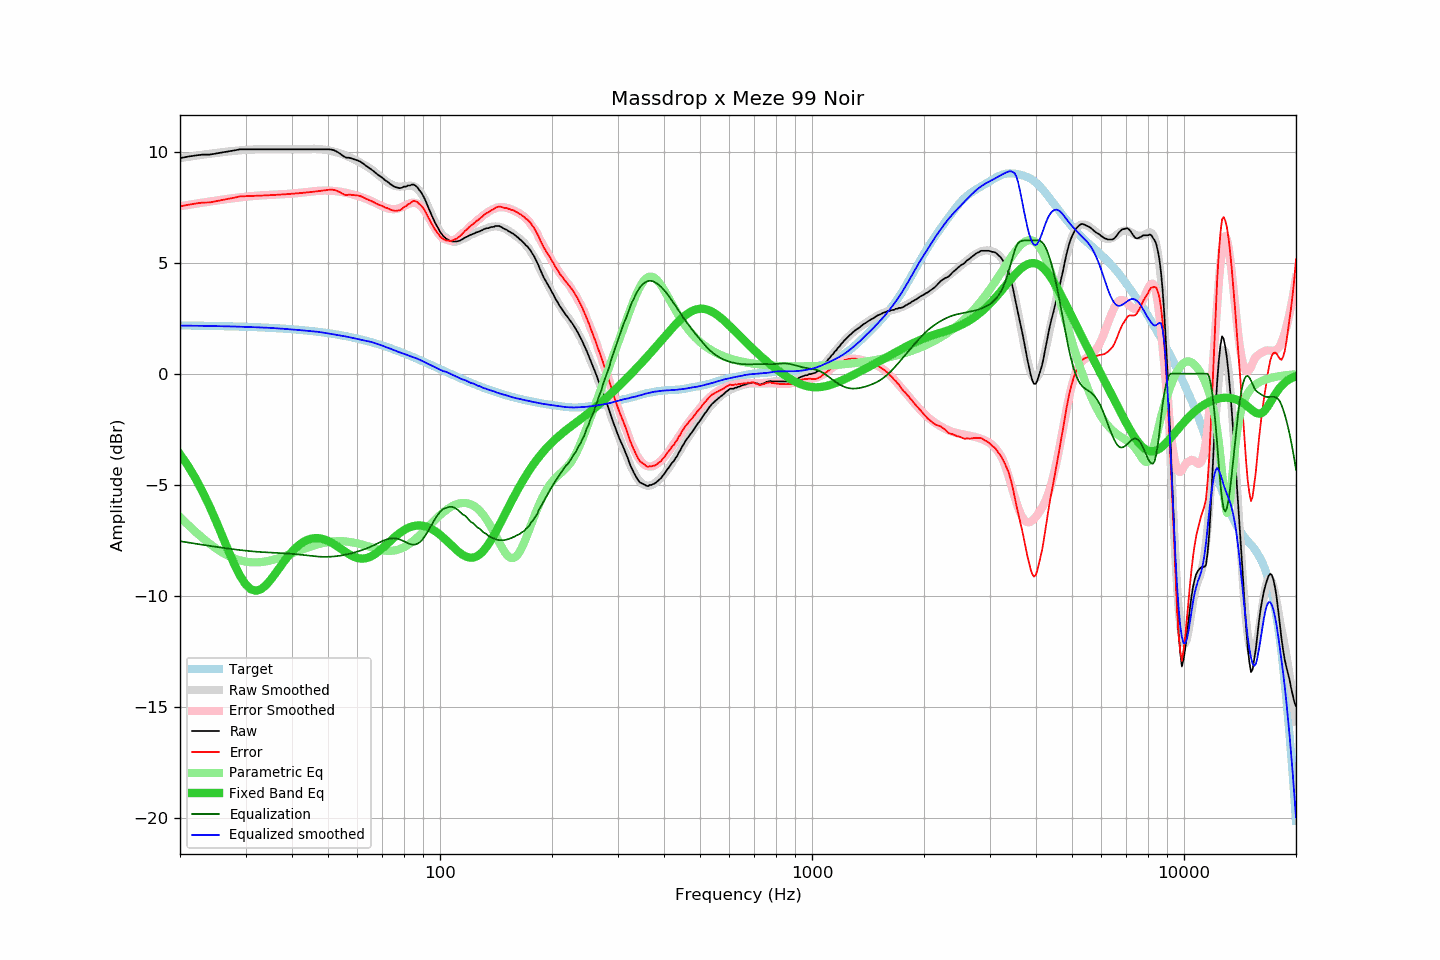 Massdrop x Meze 99 Noir
Amplitude (dBr)
10
5
0
−5
−10
−15
−20
Target
Raw Smoothed
Error Smoothed
Raw
Error
Parametric Eq
Fixed Band Eq
Equalization
Equalized smoothed
100
1000
10000
Frequency (Hz)